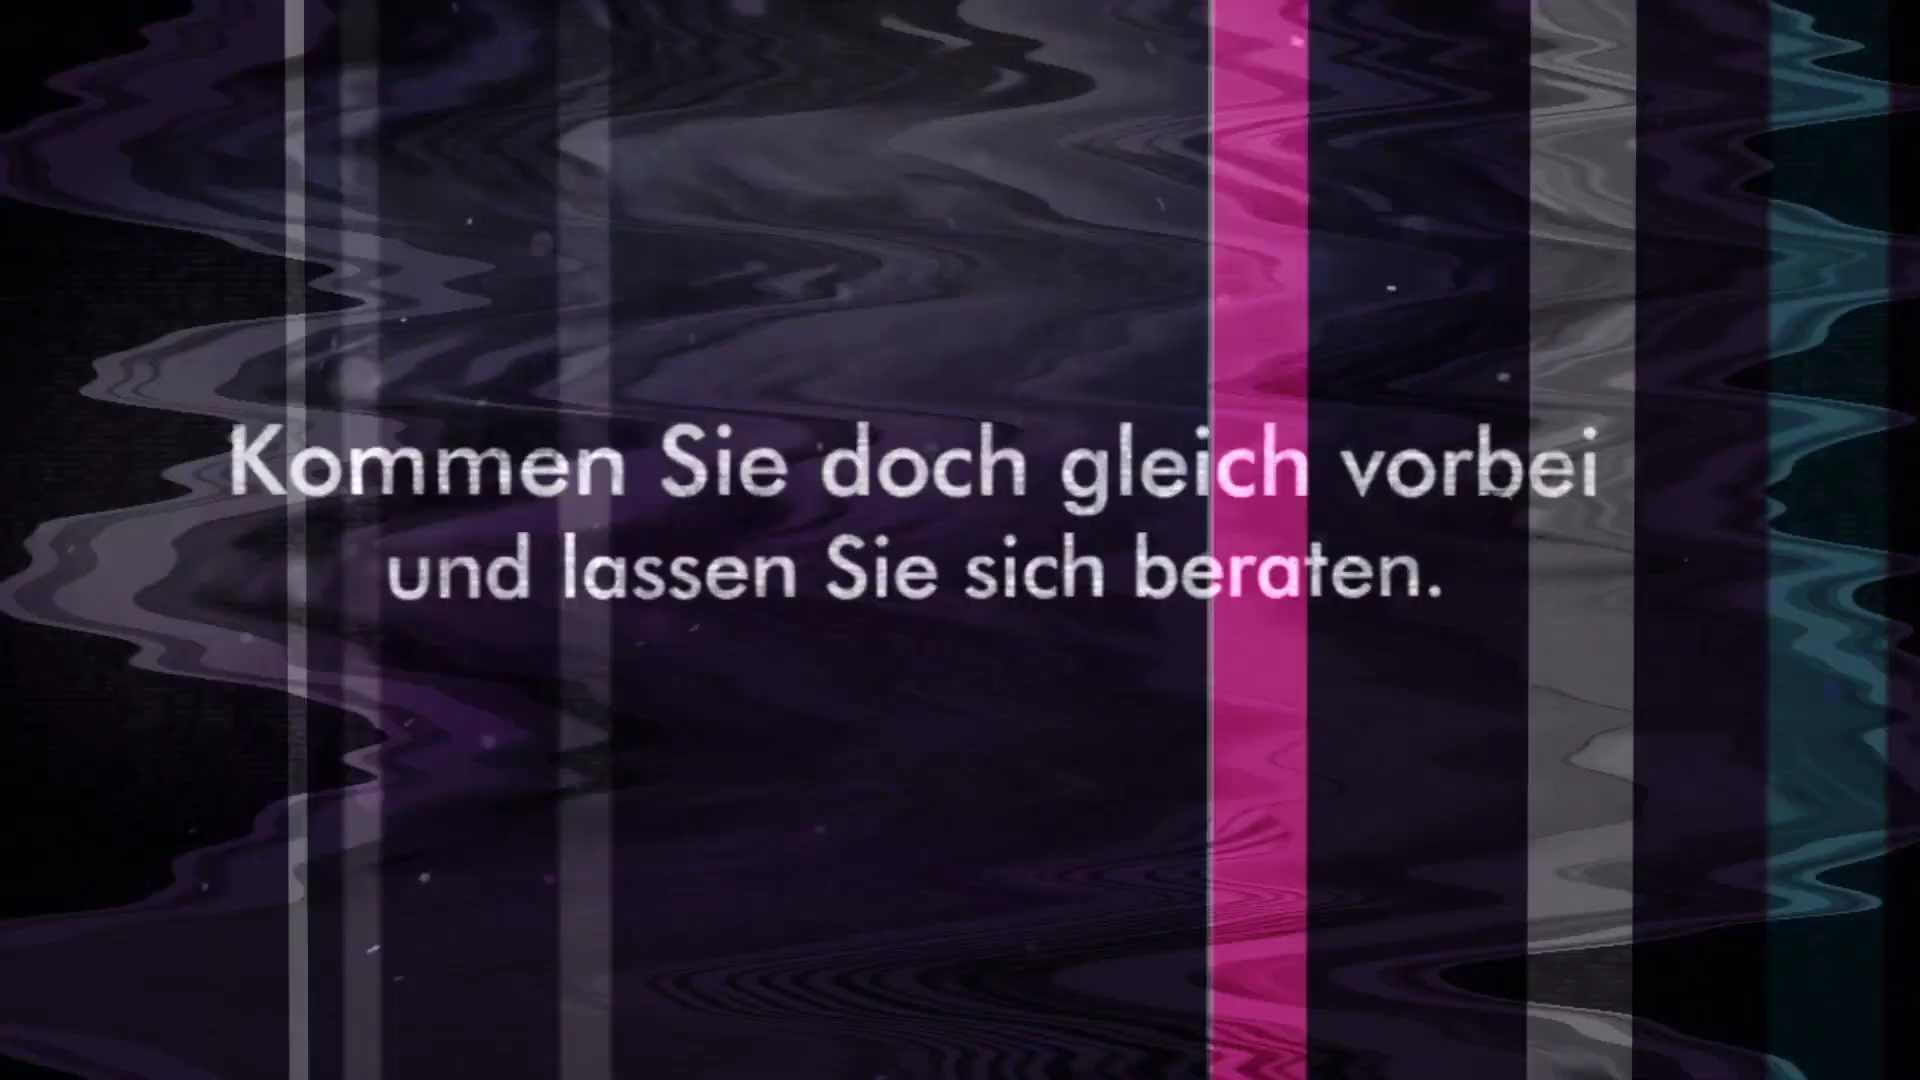 Kommen Sie doch gleich vorbei
und lassen Sie sich beraten.